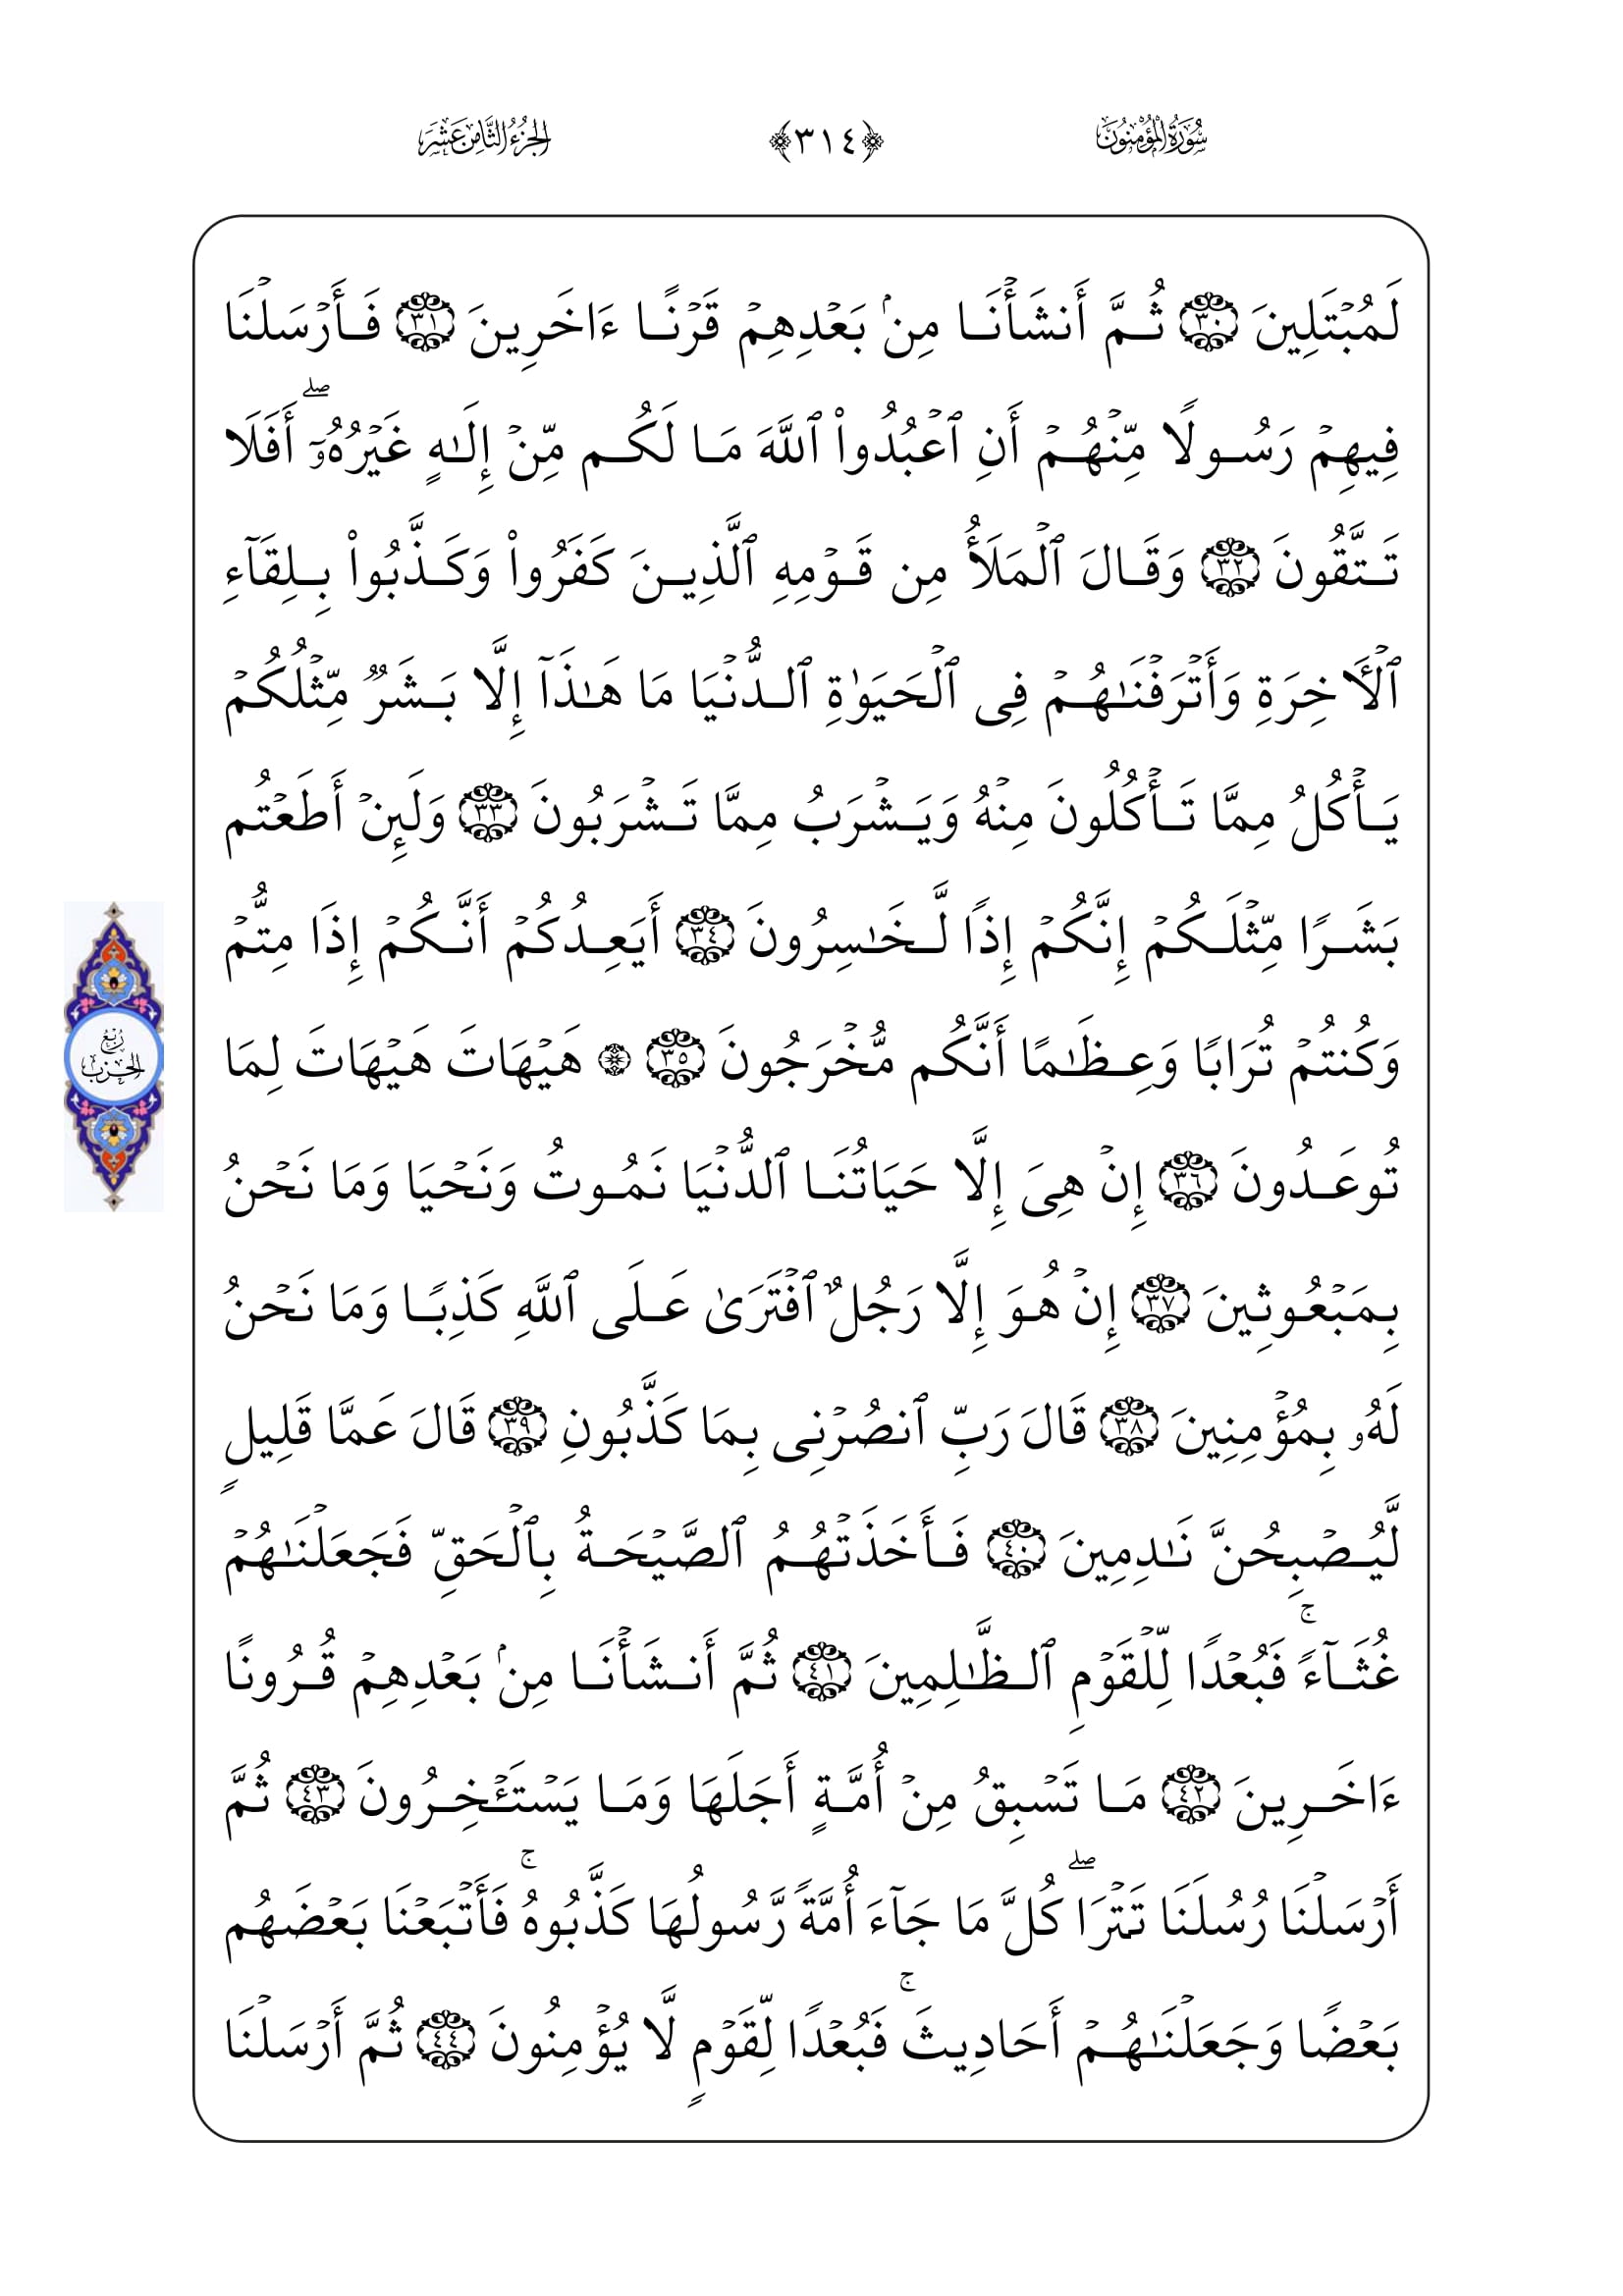 سُورَةُ المُؤْمِنُونَ ﴿٣١٤﴾ الجُزْءُ الثَّامِنَ عَشَرَ
لَمُبۡتَلِينَ ٣٠ ثُمَّ أَنشَأۡنَا مِنۢ بَعۡدِهِمۡ قَرۡنًا ءَاخَرِينَ ٣١ فَأَرۡسَلۡنَا
فِيهِمۡ رَسُولًا مِّنۡهُمۡ أَنِ ٱعۡبُدُواْ ٱللَّهَ مَا لَكُم مِّنۡ إِلَٰهٍ غَيۡرُهُۥٓۖ أَفَلَا
تَتَّقُونَ ٣٢ وَقَالَ ٱلۡمَلَأُ مِن قَوۡمِهِ ٱلَّذِينَ كَفَرُواْ وَكَذَّبُواْ بِلِقَآءِ
ٱلۡأٓخِرَةِ وَأَتۡرَفۡنَٰهُمۡ فِي ٱلۡحَيَوٰةِ ٱلدُّنۡيَا مَا هَٰذَآ إِلَّا بَشَرٞ مِّثۡلُكُمۡ
يَأۡكُلُ مِمَّا تَأۡكُلُونَ مِنۡهُ وَيَشۡرَبُ مِمَّا تَشۡرَبُونَ ٣٣ وَلَئِنۡ أَطَعۡتُم
بَشَرًا مِّثۡلَكُمۡ إِنَّكُمۡ إِذًا لَّخَٰسِرُونَ ٣٤ أَيَعِدُكُمۡ أَنَّكُمۡ إِذَا مِتُّمۡ
وَكُنتُمۡ تُرَابًا وَعِظَٰمًا أَنَّكُم مُّخۡرَجُونَ ٣٥ ۞ هَيۡهَاتَ هَيۡهَاتَ لِمَا
رُبْعُ
الحِزْبِ
تُوعَدُونَ ٣٦ إِنۡ هِيَ إِلَّا حَيَاتُنَا ٱلدُّنۡيَا نَمُوتُ وَنَحۡيَا وَمَا نَحۡنُ
بِمَبۡعُوثِينَ ٣٧ إِنۡ هُوَ إِلَّا رَجُلٌ ٱفۡتَرَىٰ عَلَى ٱللَّهِ كَذِبًا وَمَا نَحۡنُ
لَهُۥ بِمُؤۡمِنِينَ ٣٨ قَالَ رَبِّ ٱنصُرۡنِي بِمَا كَذَّبُونِ ٣٩ قَالَ عَمَّا قَلِيلٍ
لَّيُصۡبِحُنَّ نَٰدِمِينَ ٤٠ فَأَخَذَتۡهُمُ ٱلصَّيۡحَةُ بِٱلۡحَقِّ فَجَعَلۡنَٰهُمۡ
غُثَآءٗۚ فَبُعۡدًا لِّلۡقَوۡمِ ٱلظَّٰلِمِينَ ٤١ ثُمَّ أَنشَأۡنَا مِنۢ بَعۡدِهِمۡ قُرُونًا
ءَاخَرِينَ ٤٢ مَا تَسۡبِقُ مِنۡ أُمَّةٍ أَجَلَهَا وَمَا يَسۡتَـٔۡخِرُونَ ٤٣ ثُمَّ
أَرۡسَلۡنَا رُسُلَنَا تَتۡرَاۖ كُلَّ مَا جَآءَ أُمَّةٗ رَّسُولُهَا كَذَّبُوهُۚ فَأَتۡبَعۡنَا بَعۡضَهُم
بَعۡضًا وَجَعَلۡنَٰهُمۡ أَحَادِيثَۚ فَبُعۡدًا لِّقَوۡمٍ لَّا يُؤۡمِنُونَ ٤٤ ثُمَّ أَرۡسَلۡنَا